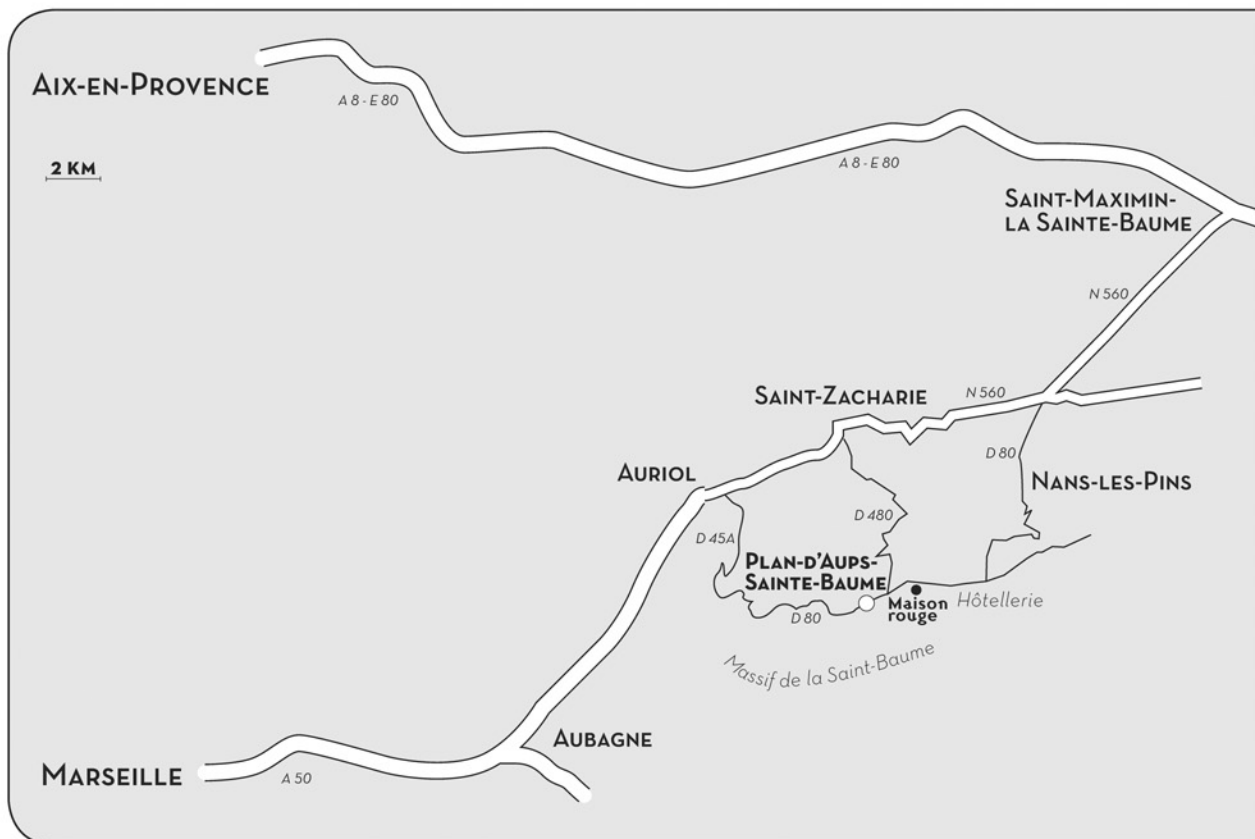 Aix-en-Provence
A 8 - E 80
2 KM
A 8 - E 80
Saint-Maximin-
la Sainte-Baume
N 560
Saint-Zacharie
N 560
Auriol
D 80
Nans-les-Pins
D 45A
D 480
Plan-d'Aups-
Sainte-Baume
Maison
rouge
Hôtellerie
D 80
Massif de la Saint-Baume
Aubagne
Marseille
A 50